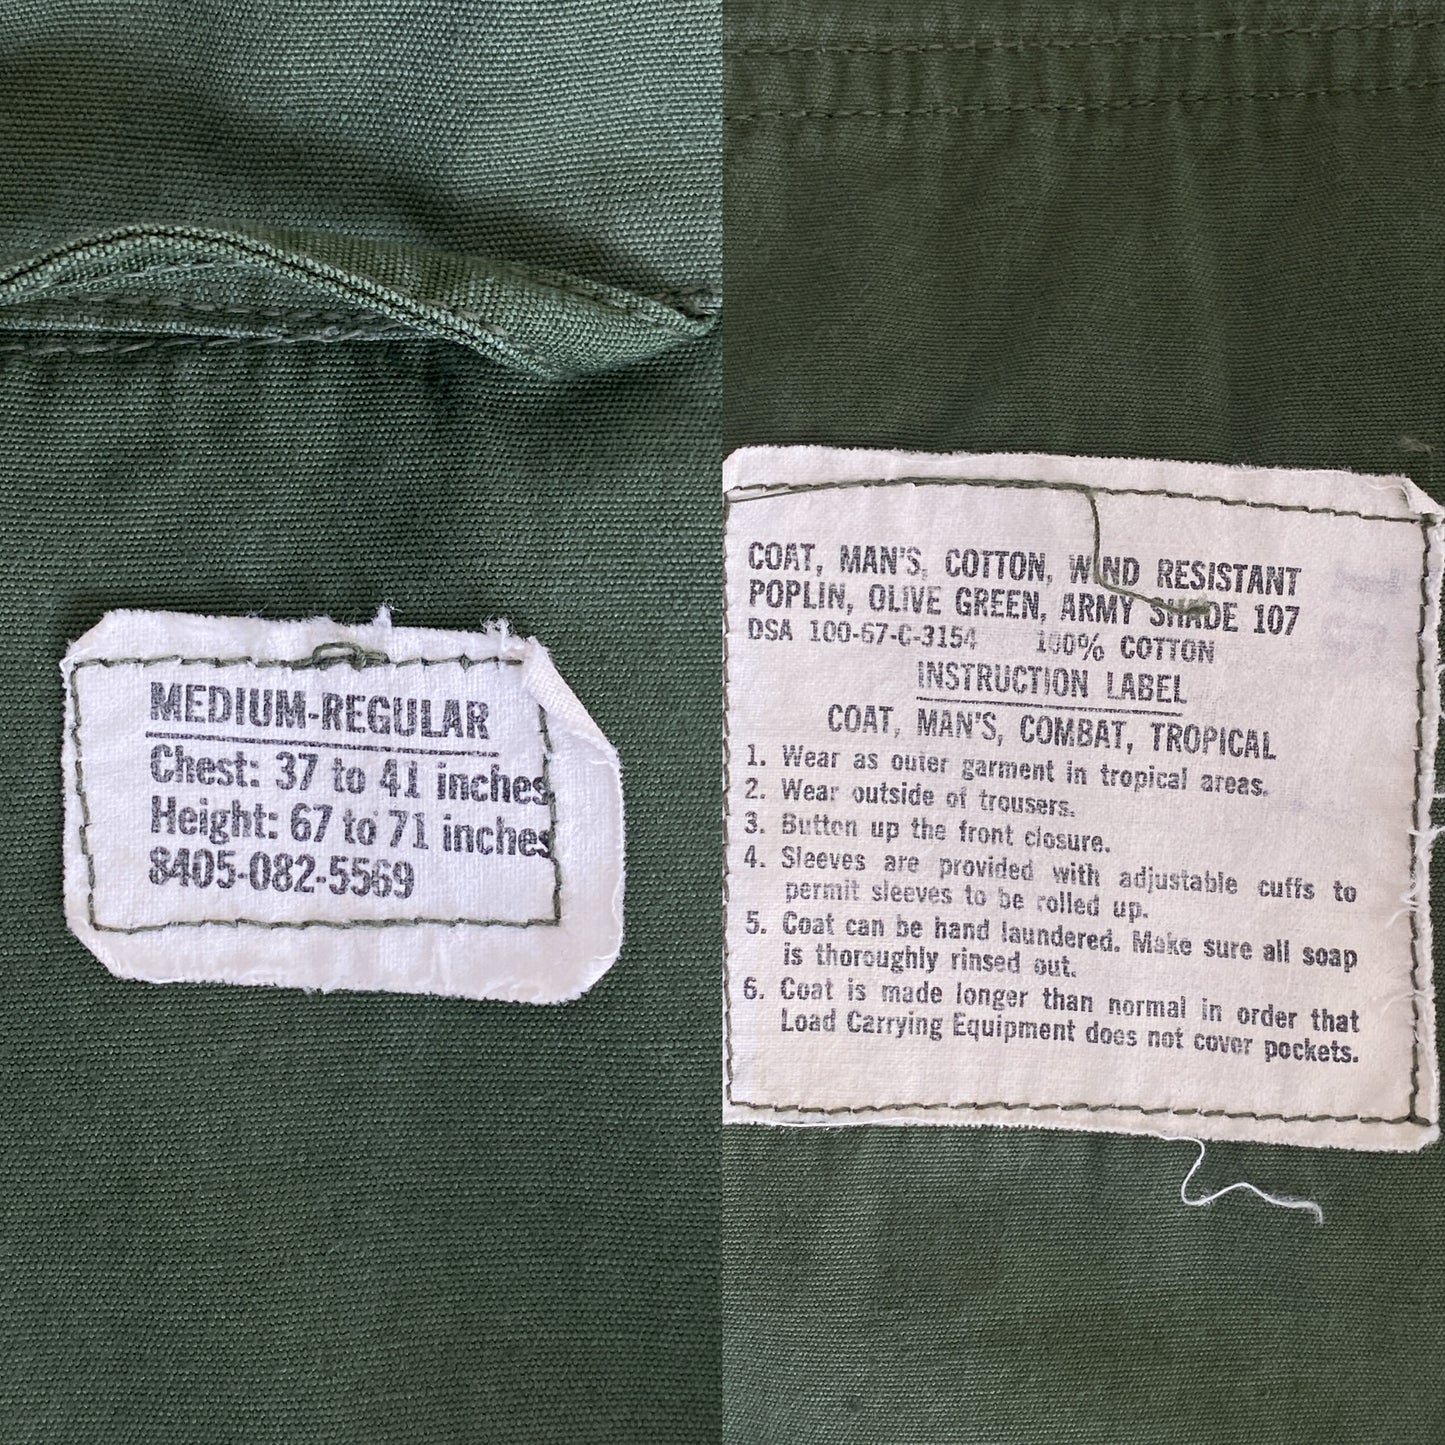 MEDIUM-REGULAR
Chest: 37 to 41 inches
Height: 67 to 71 inches
8405-082-5569
COAT, MAN'S, COTTON, WIND RESISTANT
POPLIN, OLIVE GREEN, ARMY SHADE 107
DSA 100-67-C-3154 100% COTTON
INSTRUCTION LABEL
COAT, MAN'S, COMBAT, TROPICAL
1. Wear as outer garment in tropical areas.
2. Wear outside of trousers.
3. Button up the front closure.
4. Sleeves are provided with adjustable cuffs to
permit sleeves to be rolled up.
5. Coat can be hand laundered. Make sure all soap
is thoroughly rinsed out.
6. Coat is made longer than normal in order that
Load Carrying Equipment does not cover pockets.